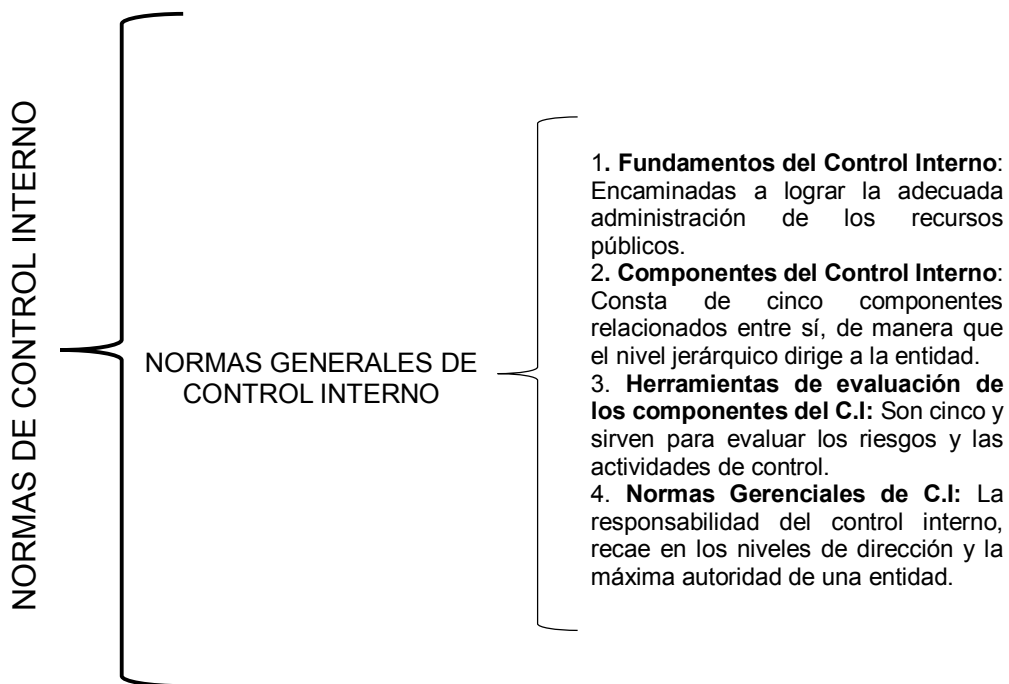 NORMAS DE CONTROL INTERNO
NORMAS GENERALES DE
CONTROL INTERNO
1. Fundamentos del Control Interno:
Encaminadas a lograr la adecuada
administración de los recursos
públicos.
2. Componentes del Control Interno:
Consta de cinco componentes
relacionados entre sí, de manera que
el nivel jerárquico dirige a la entidad.
3. Herramientas de evaluación de
los componentes del C.I: Son cinco y
sirven para evaluar los riesgos y las
actividades de control.
4. Normas Gerenciales de C.I: La
responsabilidad del control interno,
recae en los niveles de dirección y la
máxima autoridad de una entidad.